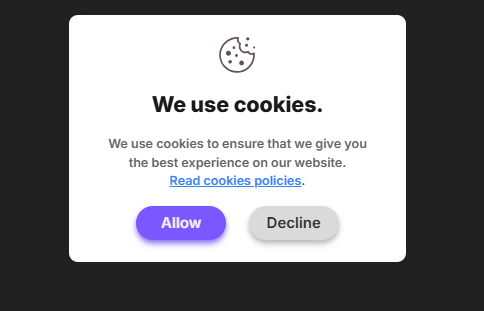 We use cookies.
We use cookies to ensure that we give you
the best experience on our website.
Read cookies policies.
Allow
Decline